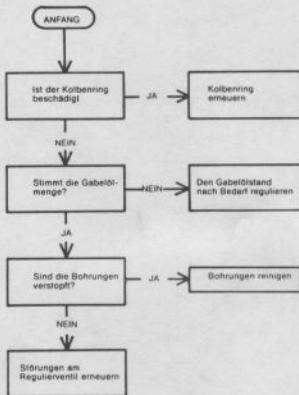 ANFANG
Ist der Kolbenring
beschädigt
JA
Kolbenring
erneuern
NEIN
Stimmt die Gabelöl-
menge?
NEIN
Den Gabelölstand
nach Bedarf regulieren
JA
Sind die Bohrungen
verstopft?
JA
Bohrungen reinigen
NEIN
Störungen am
Regulierventil erneuern